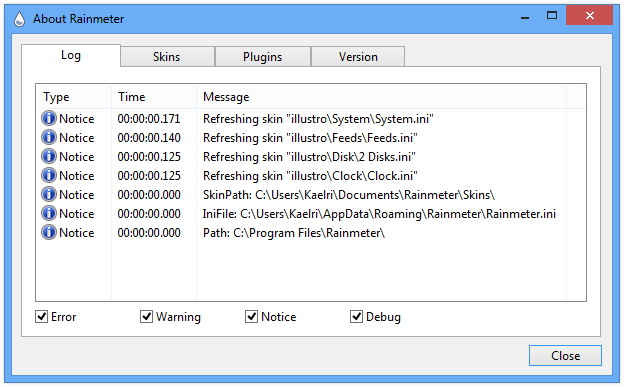 About Rainmeter
Log Skins Plugins Version
Type Time Message
Notice 00:00:00.171 Refreshing skin "illustro\System\System.ini"
Notice 00:00:00.140 Refreshing skin "illustro\Feeds\Feeds.ini"
Notice 00:00:00.125 Refreshing skin "illustro\Disk\2 Disks.ini"
Notice 00:00:00.125 Refreshing skin "illustro\Clock\Clock.ini"
Notice 00:00:00.000 SkinPath: C:\Users\Kaelri\Documents\Rainmeter\Skins\
Notice 00:00:00.000 IniFile: C:\Users\Kaelri\AppData\Roaming\Rainmeter\Rainmeter.ini
Notice 00:00:00.000 Path: C:\Program Files\Rainmeter\
Error Warning Notice Debug
Close